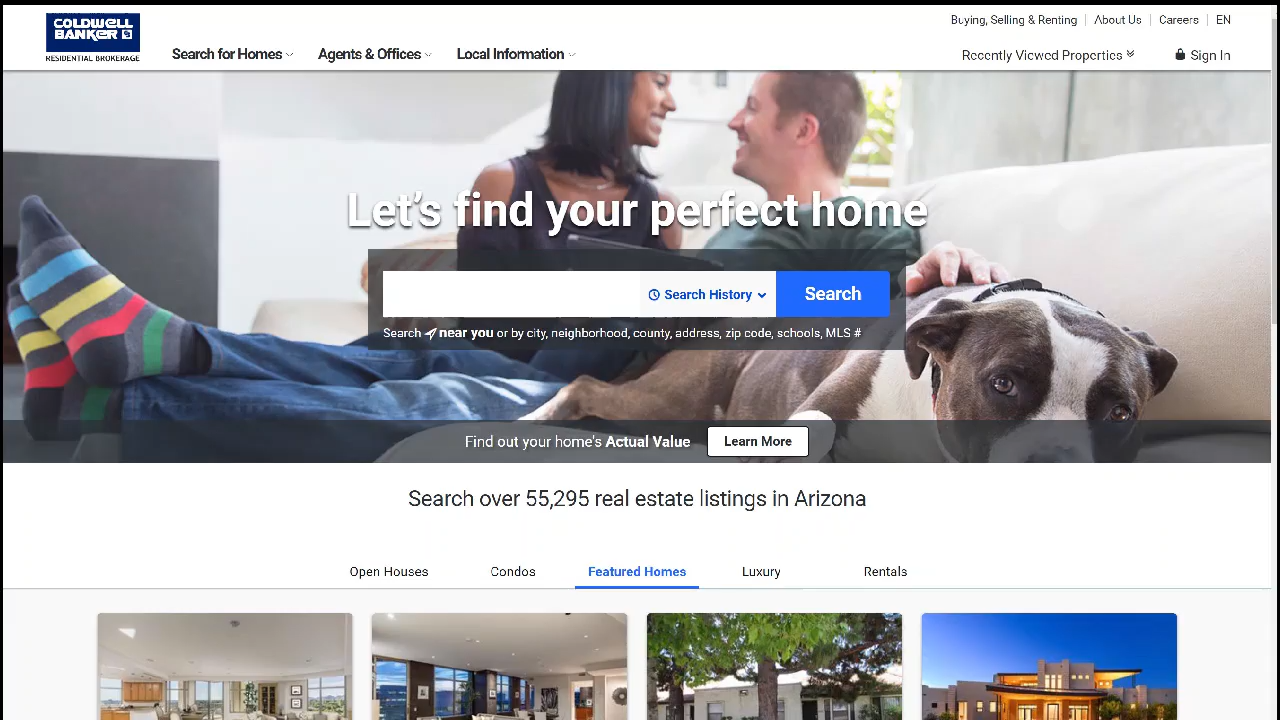 COLDWELL
BANKER
RESIDENTIAL BROKERAGE
Buying, Selling & Renting
About Us
Careers
EN
Search for Homes
Agents & Offices
Local Information
Recently Viewed Properties
Sign In
Let's find your perfect home
Search History
Search
Search near you or by city, neighborhood, county, address, zip code, schools, MLS #
Find out your home's Actual Value
Learn More
Search over 55,295 real estate listings in Arizona
Open Houses
Condos
Featured Homes
Luxury
Rentals